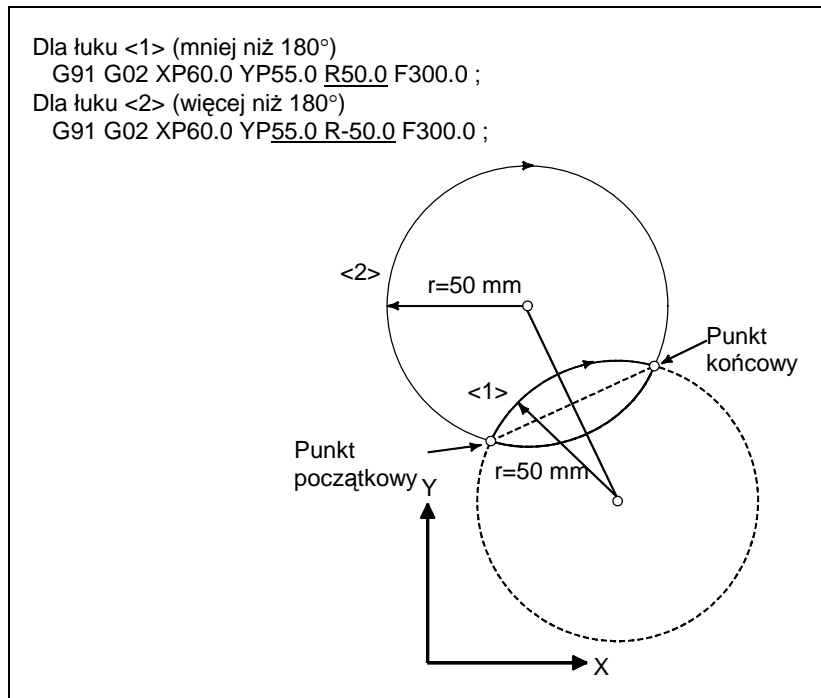 Dla łuku <1> (mniej niż 180°)
G91 G02 XP60.0 YP55.0 R50.0 F300.0 ;
Dla łuku <2> (więcej niż 180°)
G91 G02 XP60.0 YP55.0 R-50.0 F300.0 ;
<2>
r=50 mm
Punkt
końcowy
<1>
Punkt
początkowy
r=50 mm
Y
X